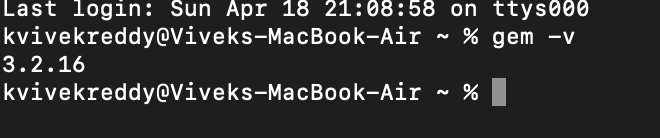 Last login: Sun Apr 18 21:08:58 on ttys000
kvivekreddy@Viveks-MacBook-Air ~ % gem -v
3.2.16
kvivekreddy@Viveks-MacBook-Air ~ %